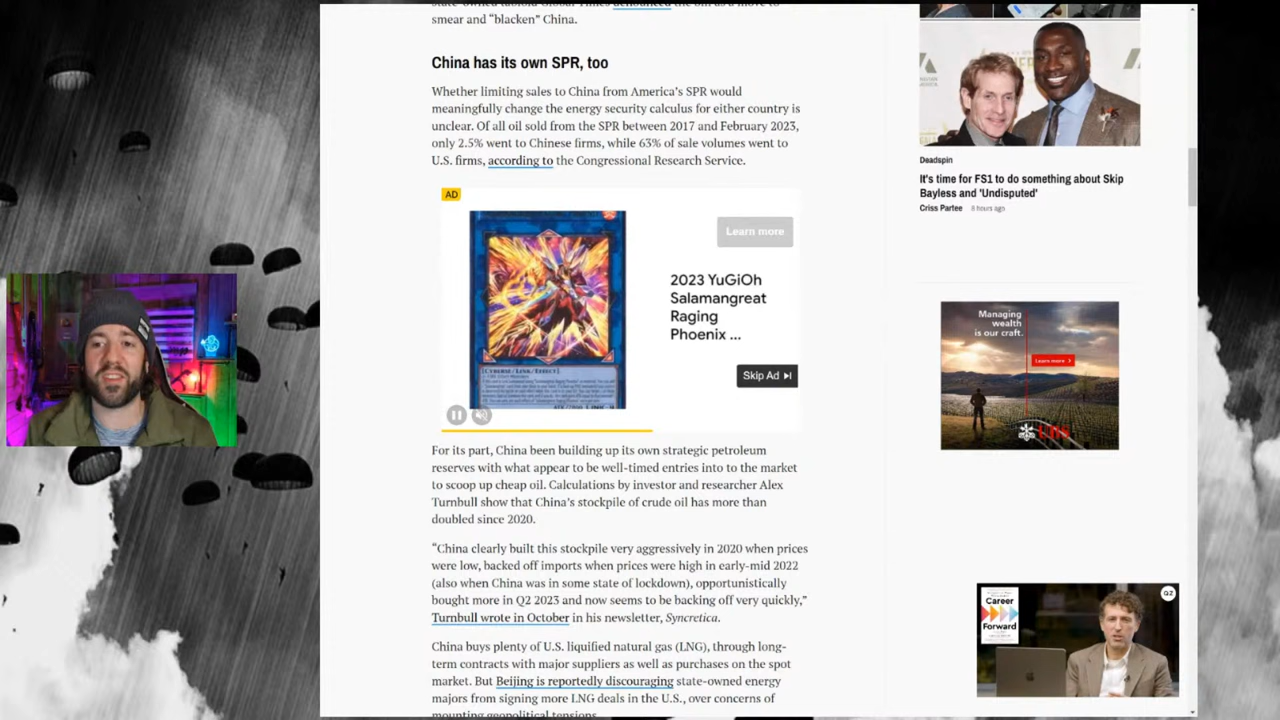 smear and “blacken” China.
China has its own SPR, too
Whether limiting sales to China from America’s SPR would
meaningfully change the energy security calculus for either country is
unclear. Of all oil sold from the SPR between 2017 and February 2023,
only 2.5% went to Chinese firms, while 63% of sale volumes went to
U.S. firms, according to the Congressional Research Service.
AD
Learn more
2023 YuGiOh
Salamangreat
Raging
Phoenix ...
Skip Ad
For its part, China been building up its own strategic petroleum
reserves with what appear to be well-timed entries into to the market
to scoop up cheap oil. Calculations by investor and researcher Alex
Turnbull show that China’s stockpile of crude oil has more than
doubled since 2020.
“China clearly built this stockpile very aggressively in 2020 when prices
were low, backed off imports when prices were high in early-mid 2022
(also when China was in some state of lockdown), opportunistically
bought more in Q2 2023 and now seems to be backing off very quickly,”
Turnbull wrote in October in his newsletter, Syncretica.
China buys plenty of U.S. liquified natural gas (LNG), through long-
term contracts with major suppliers as well as purchases on the spot
market. But Beijing is reportedly discouraging state-owned energy
majors from signing more LNG deals in the U.S., over concerns of
mounting geopolitical tensions.
Deadspin
It's time for FS1 to do something about Skip
Bayless and 'Undisputed'
Criss Partee 8 hours ago
Managing
wealth
is our craft.
Learn more >
Career
Forward
QZ